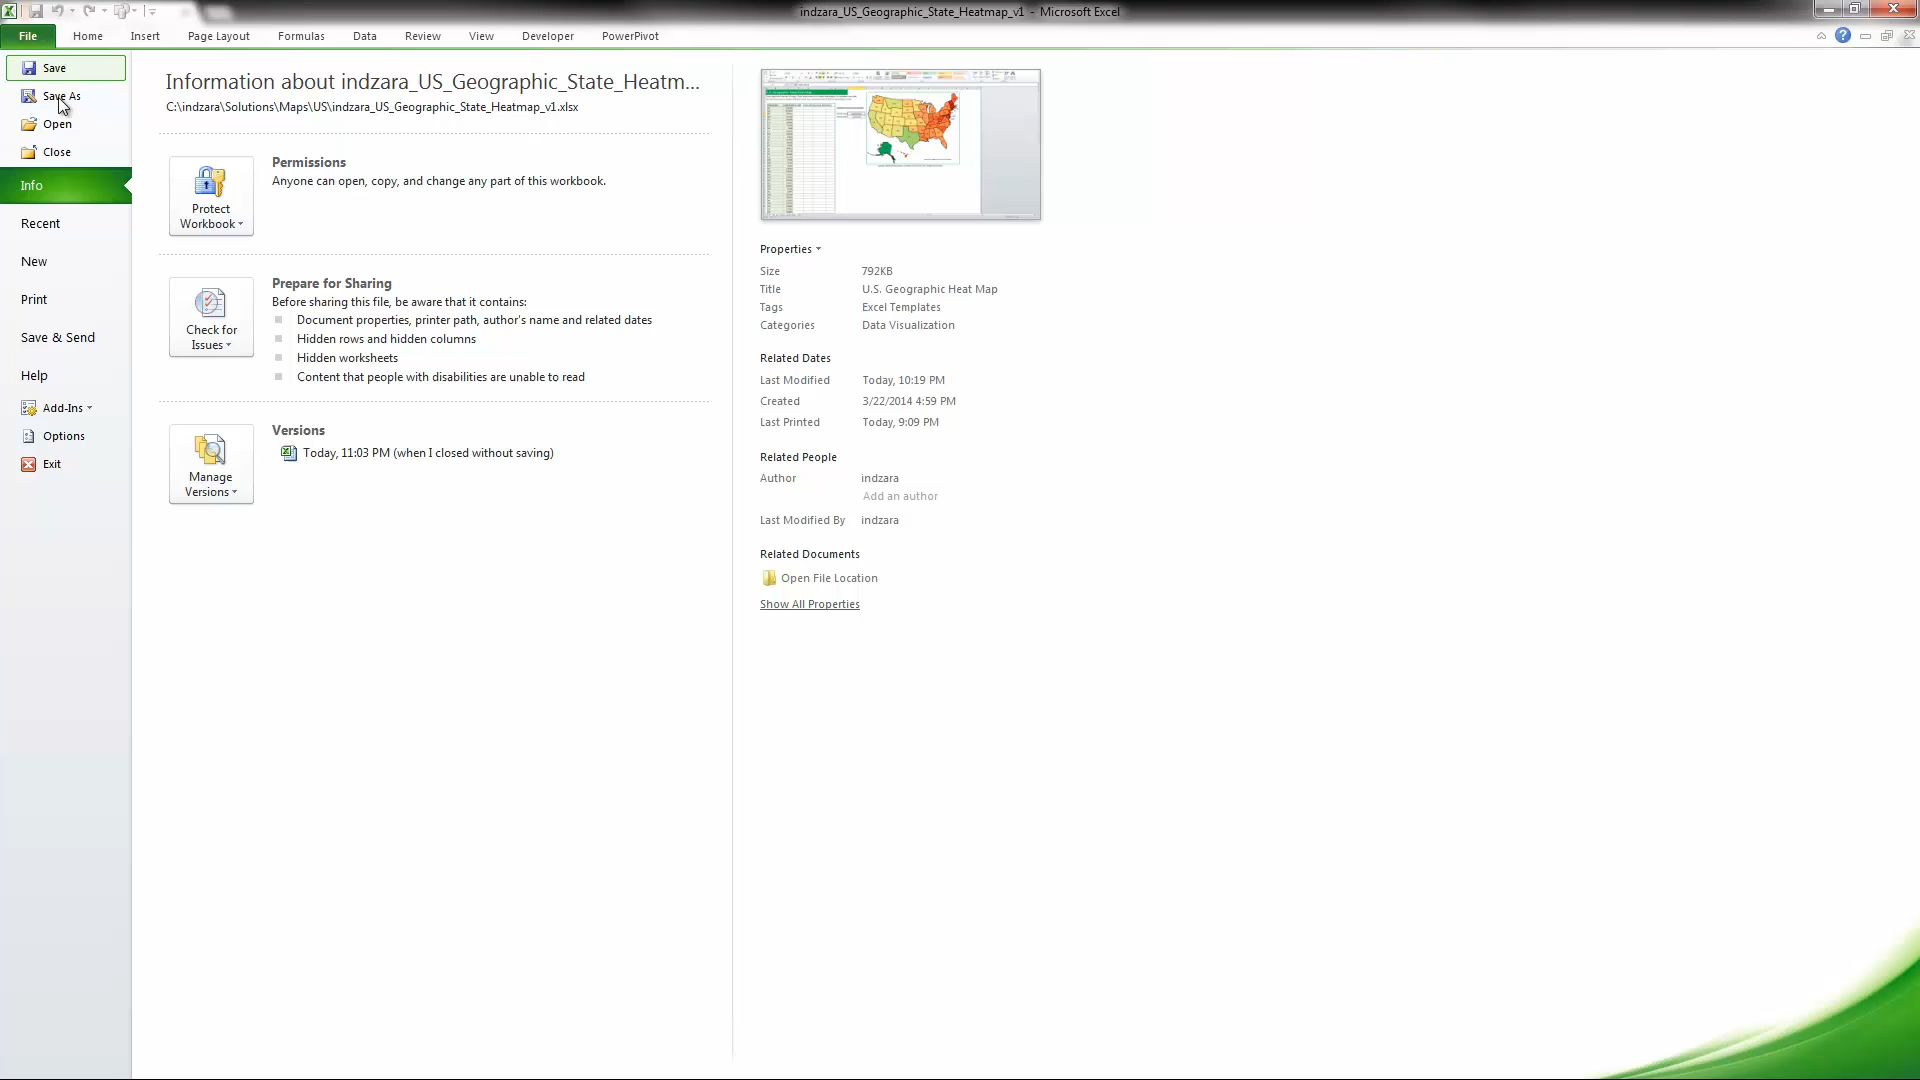 indzara_US_Geographic_State_Heatmap_v1 - Microsoft Excel
File Home Insert Page Layout Formulas Data Review View Developer PowerPivot
Save
Save As
Open
Close
Info
Recent
New
Print
Save & Send
Help
Add-Ins
Options
Exit
Information about indzara_US_Geographic_State_Heatm...
C:\indzara\Solutions\Maps\US\indzara_US_Geographic_State_Heatmap_v1.xlsx
Protect
Workbook
Permissions
Anyone can open, copy, and change any part of this workbook.
Check for
Issues
Prepare for Sharing
Before sharing this file, be aware that it contains:
Document properties, printer path, author's name and related dates
Hidden rows and hidden columns
Hidden worksheets
Content that people with disabilities are unable to read
Manage
Versions
Versions
Today, 11:03 PM (when I closed without saving)
Properties
Size 792KB
Title U.S. Geographic Heat Map
Tags Excel Templates
Categories Data Visualization
Related Dates
Last Modified Today, 10:19 PM
Created 3/22/2014 4:59 PM
Last Printed Today, 9:09 PM
Related People
Author indzara
Add an author
Last Modified By indzara
Related Documents
Open File Location
Show All Properties